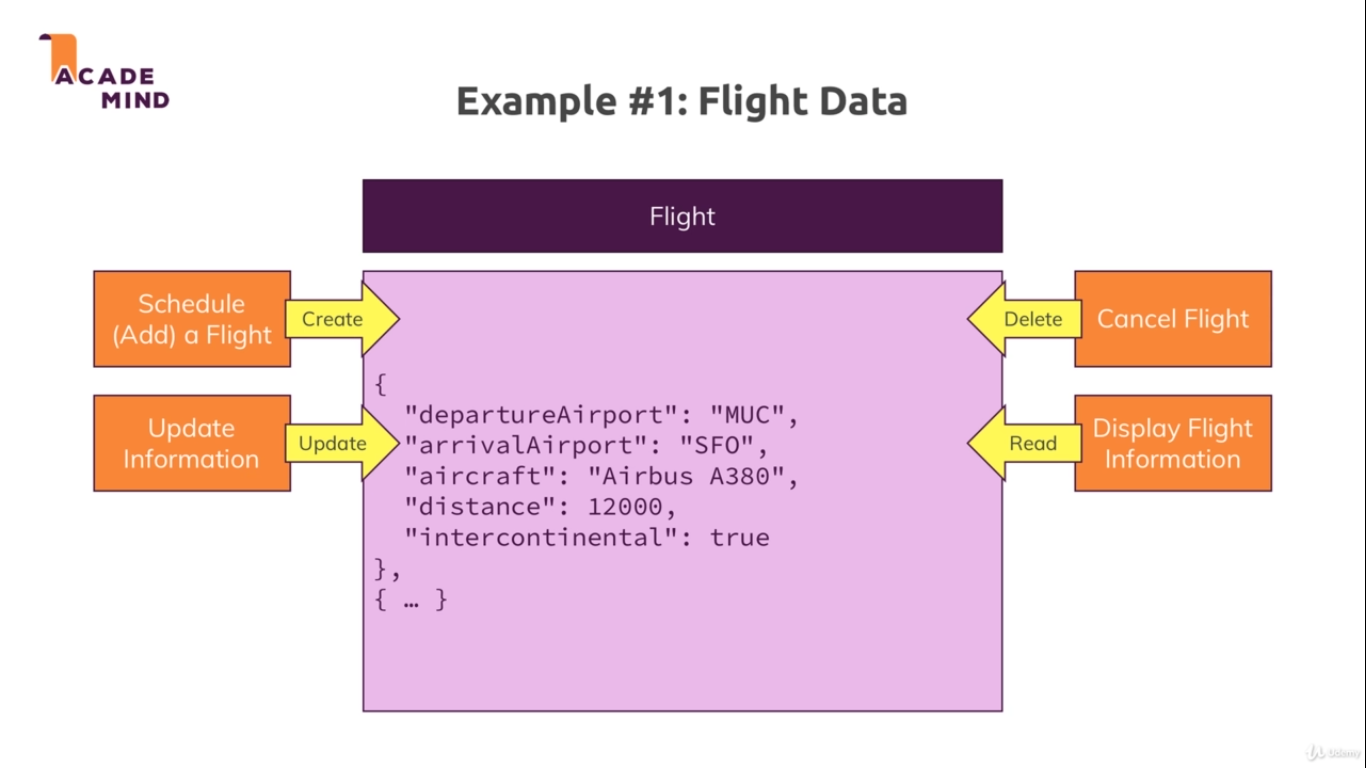 ACADE
MIND
Example #1: Flight Data
Flight
Schedule
(Add) a Flight
Create
Delete
Cancel Flight
Update
Information
Update
Read
Display Flight
Information
{
"departureAirport": "MUC",
"arrivalAirport": "SFO",
"aircraft": "Airbus A380",
"distance": 12000,
"intercontinental": true
},
{ … }
Udemy